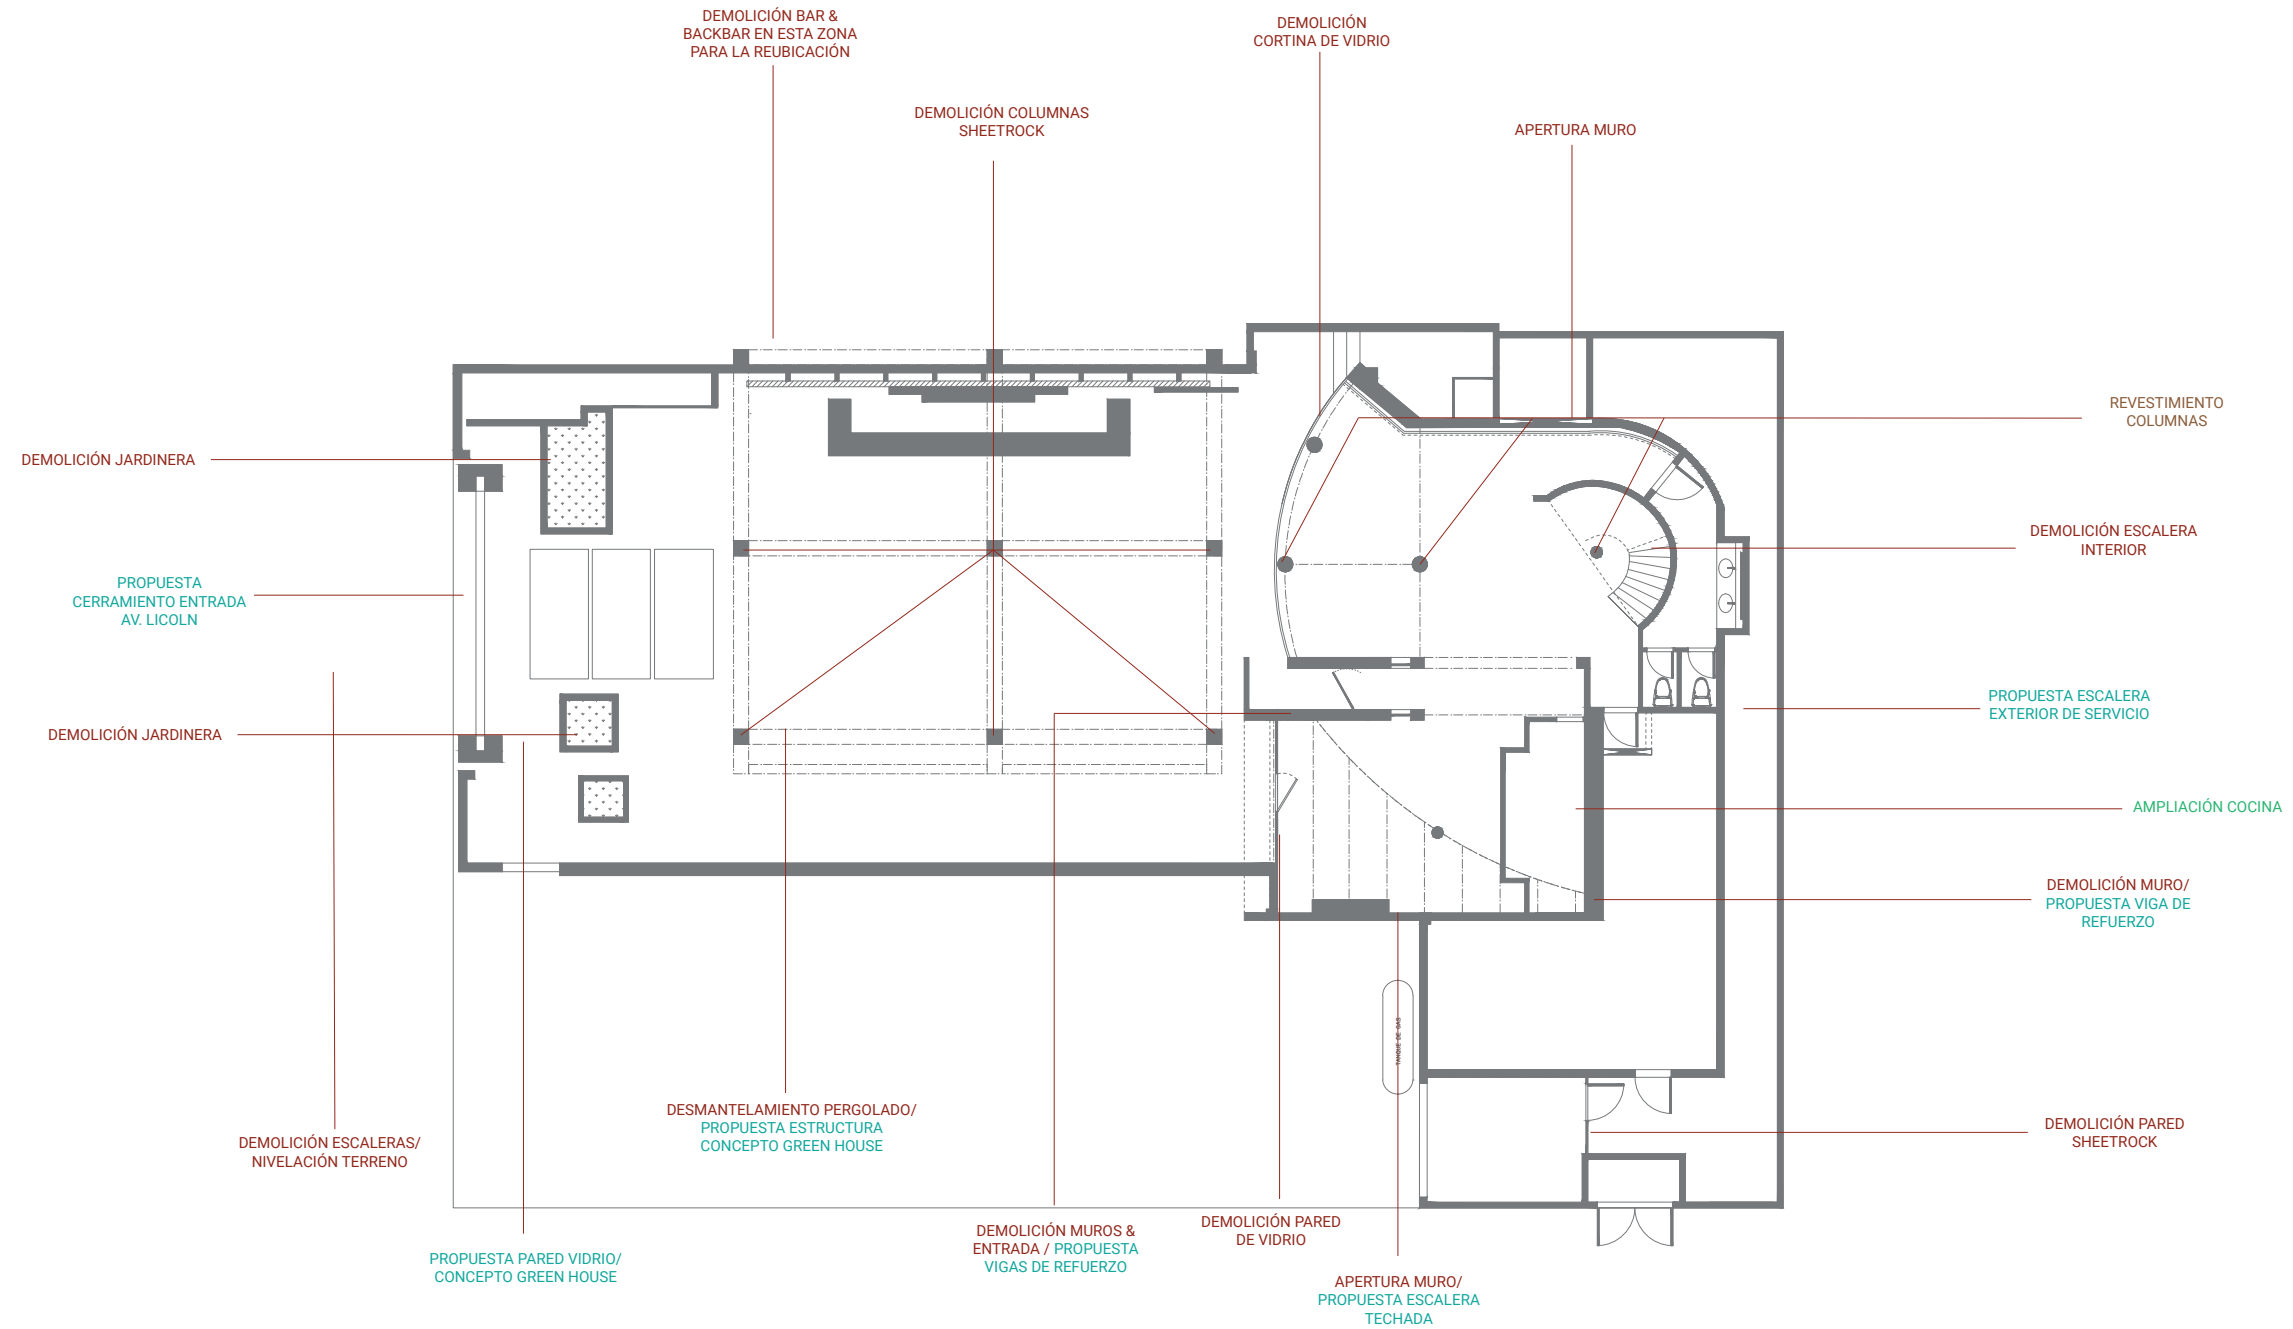 DEMOLICIÓN BAR &
BACKBAR EN ESTA ZONA
PARA LA REUBICACIÓN
DEMOLICIÓN
CORTINA DE VIDRIO
DEMOLICIÓN COLUMNAS
SHEETROCK
APERTURA MURO
REVESTIMIENTO
COLUMNAS
DEMOLICIÓN JARDINERA
DEMOLICIÓN ESCALERA
INTERIOR
PROPUESTA
CERRAMIENTO ENTRADA
AV. LICOLN
PROPUESTA ESCALERA
EXTERIOR DE SERVICIO
DEMOLICIÓN JARDINERA
AMPLIACIÓN COCINA
DEMOLICIÓN MURO/
PROPUESTA VIGA DE
REFUERZO
TANQUE DE GAS
DESMANTELAMIENTO PERGOLADO/
PROPUESTA ESTRUCTURA
CONCEPTO GREEN HOUSE
DEMOLICIÓN PARED
SHEETROCK
DEMOLICIÓN ESCALERAS/
NIVELACIÓN TERRENO
DEMOLICIÓN MUROS &
ENTRADA / PROPUESTA
VIGAS DE REFUERZO
DEMOLICIÓN PARED
DE VIDRIO
PROPUESTA PARED VIDRIO/
CONCEPTO GREEN HOUSE
APERTURA MURO/
PROPUESTA ESCALERA
TECHADA